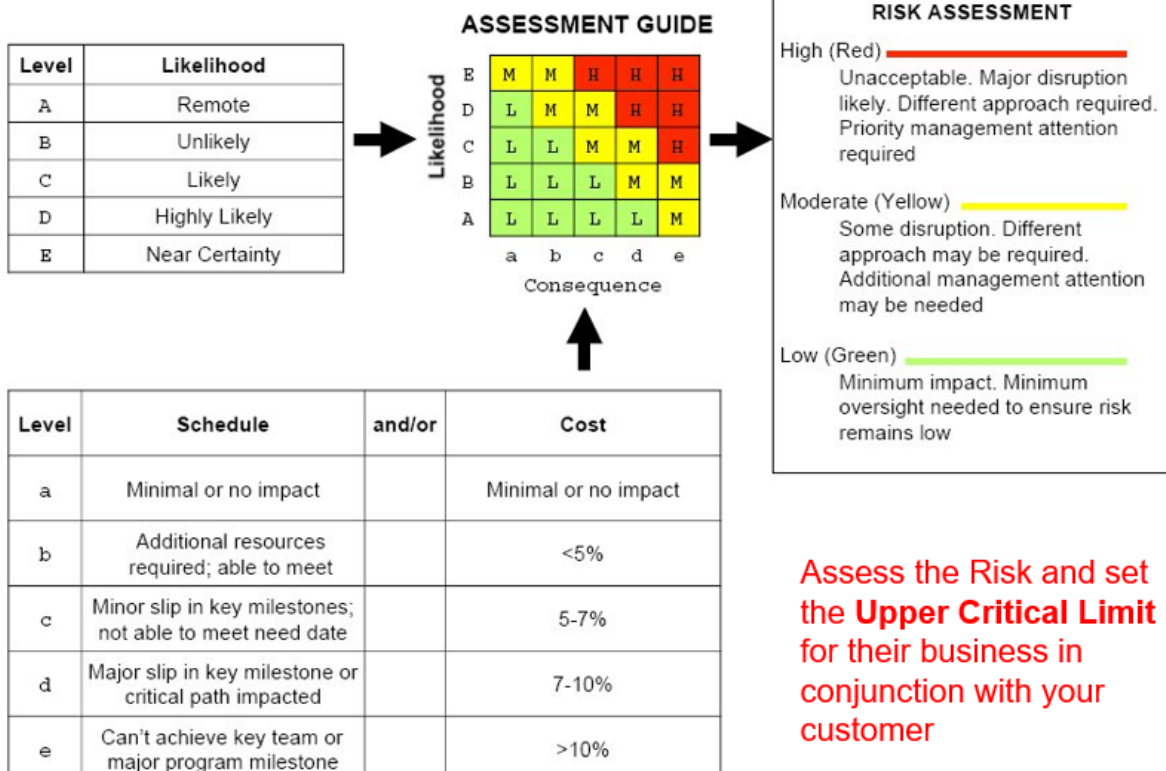 ASSESSMENT GUIDE
Level Likelihood
A Remote
B Unlikely
C Likely
D Highly Likely
E Near Certainty
Likelihood
E M M H H H
D L M M H H
C L L M M H
B L L L M M
A L L L L M
a b c d e
Consequence
RISK ASSESSMENT
High (Red)
Unacceptable. Major disruption
likely. Different approach required.
Priority management attention
required
Moderate (Yellow)
Some disruption. Different
approach may be required.
Additional management attention
may be needed
Low (Green)
Minimum impact. Minimum
oversight needed to ensure risk
remains low
Level Schedule and/or Cost
a Minimal or no impact Minimal or no impact
b Additional resources
required; able to meet <5%
c Minor slip in key milestones;
not able to meet need date 5-7%
d Major slip in key milestone or
critical path impacted 7-10%
e Can't achieve key team or
major program milestone >10%
Assess the Risk and set
the Upper Critical Limit
for their business in
conjunction with your
customer